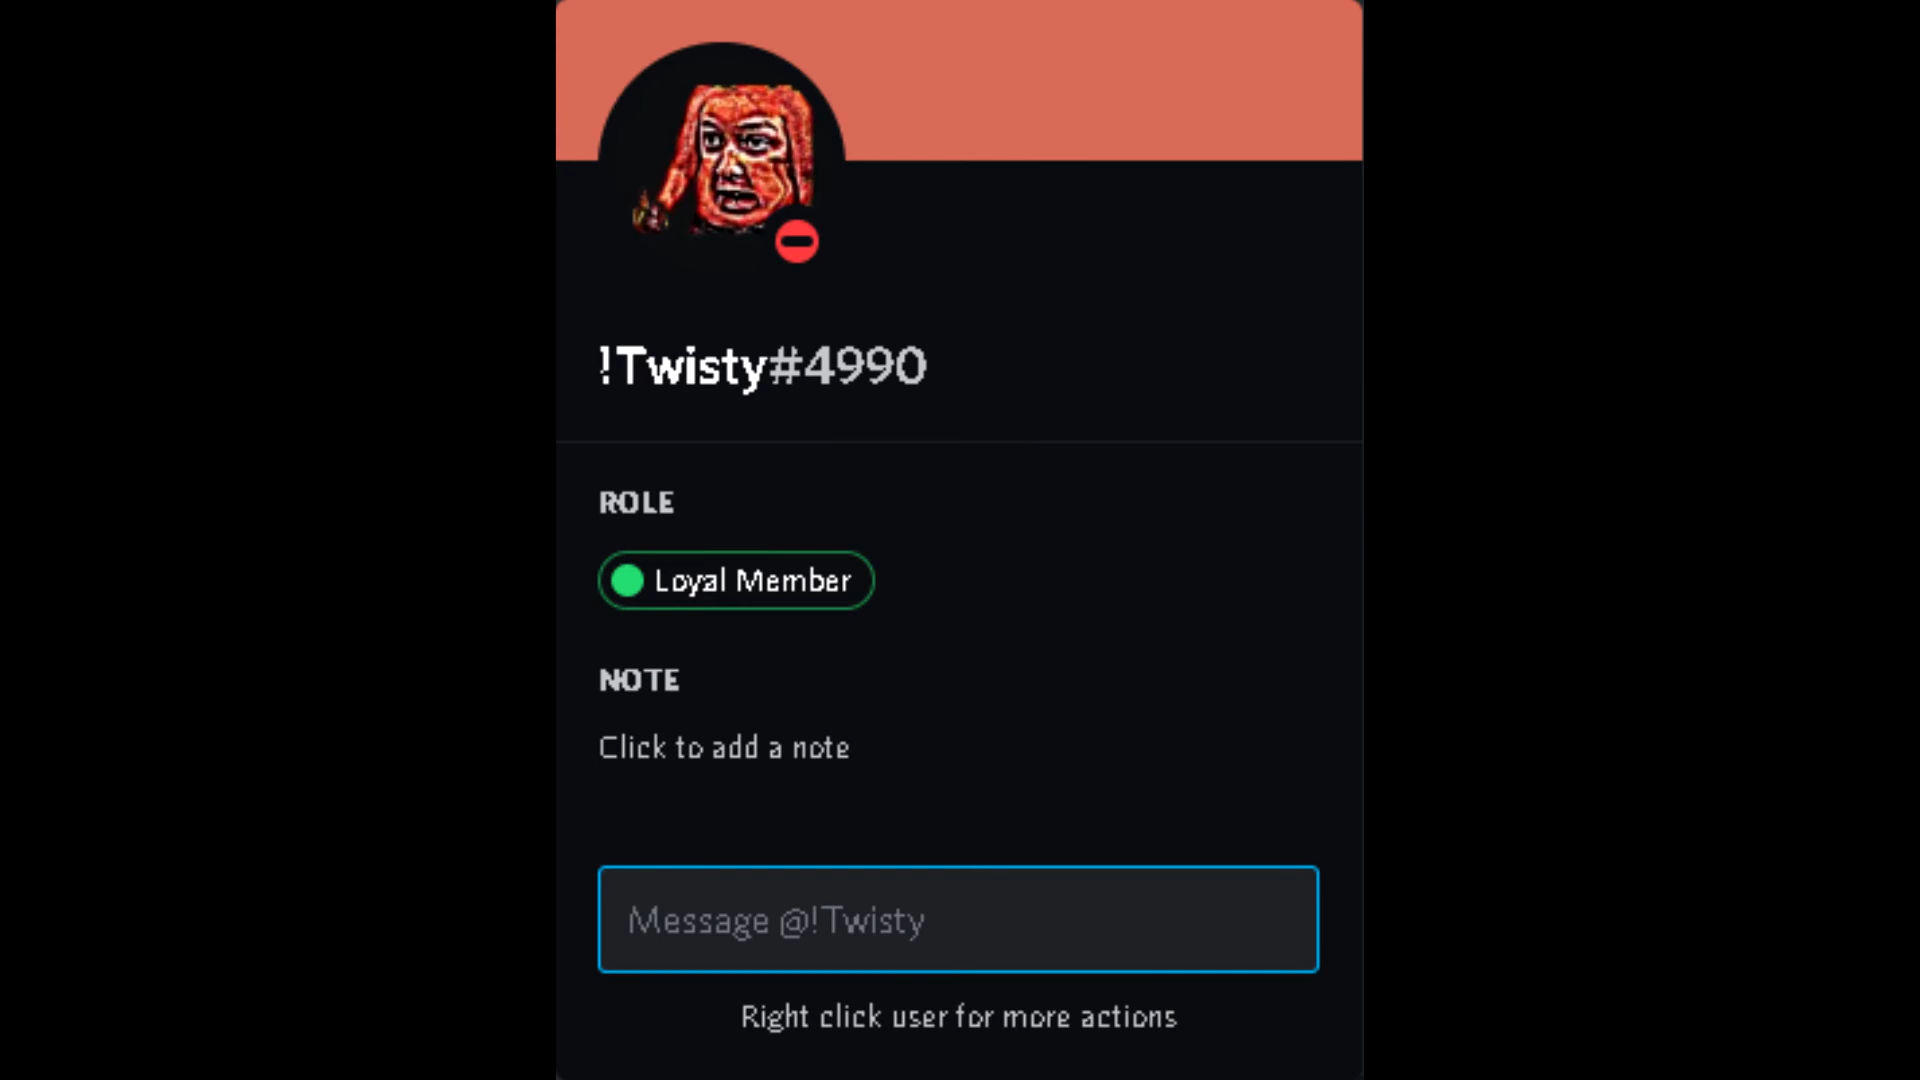 !Twisty#4990
ROLE
Loyal Member
NOTE
Click to add a note
Message @!Twisty
Right click user for more actions